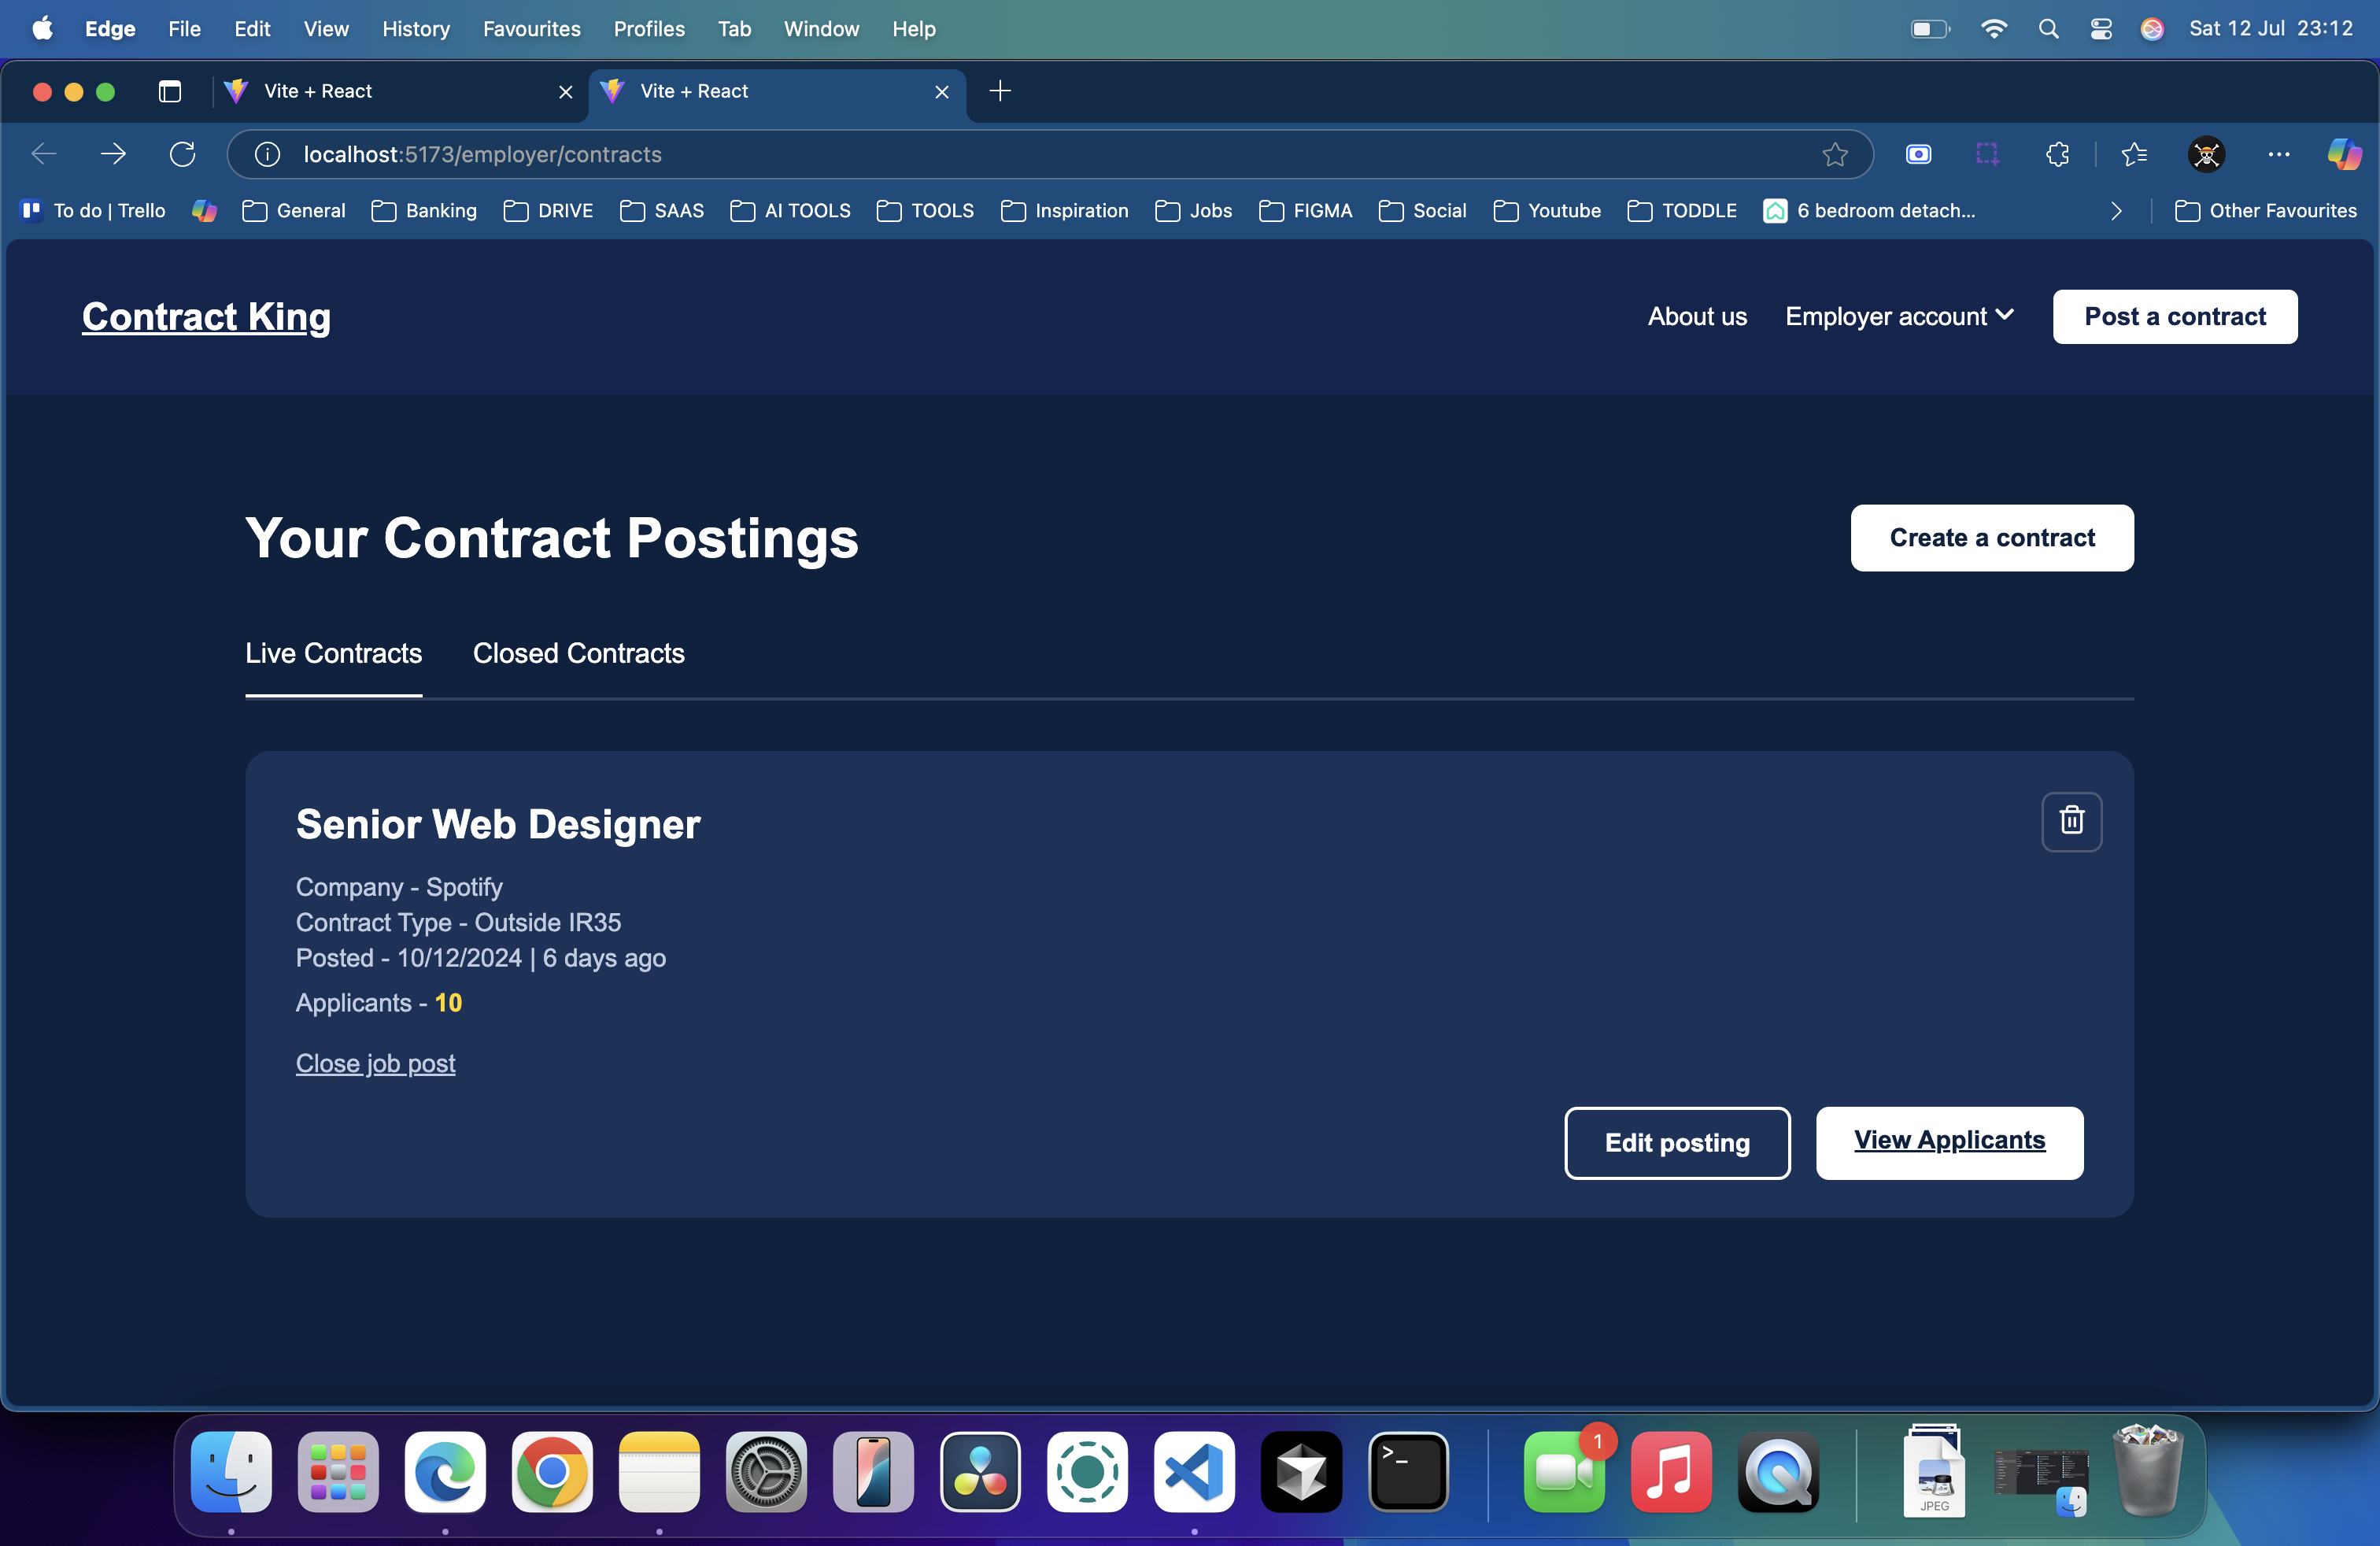 Edge File Edit View History Favourites Profiles Tab Window Help Sat 12 Jul 23:12
Vite + React Vite + React
localhost:5173/employer/contracts
To do | Trello General Banking DRIVE SAAS AI TOOLS TOOLS Inspiration Jobs FIGMA Social Youtube TODDLE 6 bedroom detach... Other Favourites
Contract King About us Employer account Post a contract
Your Contract Postings Create a contract
Live Contracts Closed Contracts
Senior Web Designer
Company - Spotify
Contract Type - Outside IR35
Posted - 10/12/2024 | 6 days ago
Applicants - 10
Close job post
Edit posting View Applicants
1
>_
JPEG